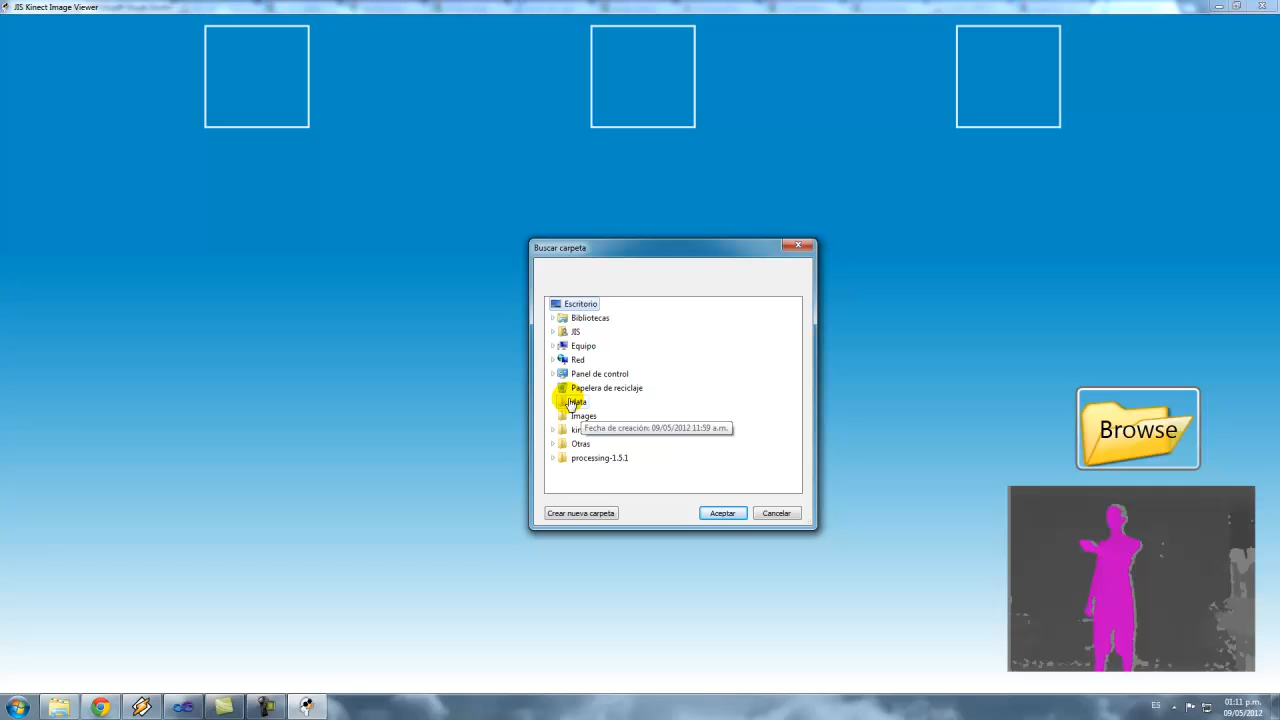 JIS Kinect Image Viewer
Buscar carpeta
Escritorio
Bibliotecas
JIS
Equipo
Red
Panel de control
Papelera de reciclaje
Images
Fecha de creación: 09/05/2012 11:59 a.m.
Otras
processing-1.5.1
Crear nueva carpeta
Aceptar
Cancelar
Browse
ES
01:11 p.m.
09/05/2012